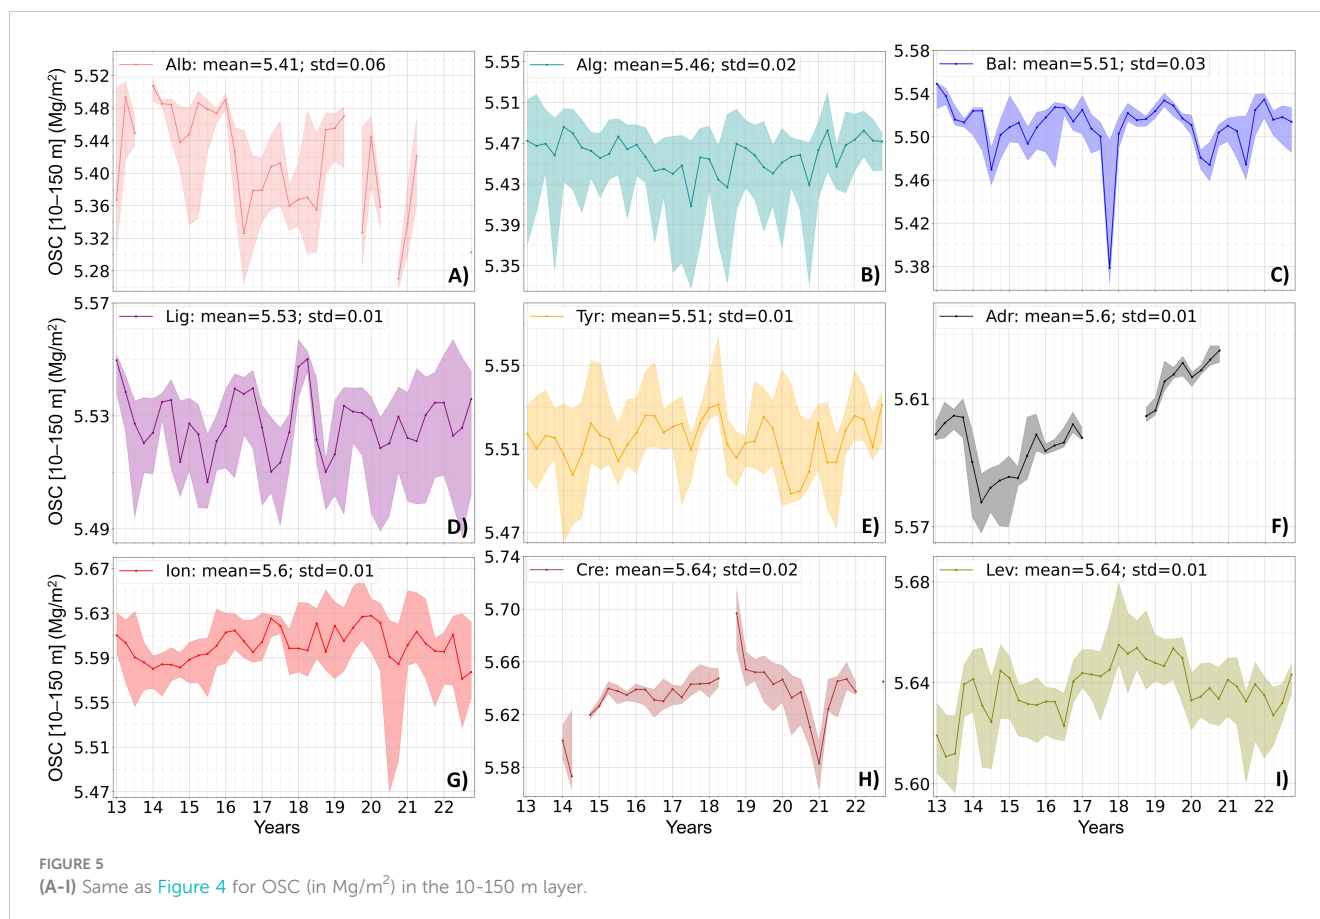 Alb: mean=5.41; std=0.06
Alg: mean=5.46; std=0.02
Bal: mean=5.51; std=0.03
OSC [10–150 m] (Mg/m²)
5.52
5.48
5.44
5.40
5.36
5.32
5.28
A)
5.55
5.51
5.47
5.43
5.39
5.35
B)
5.58
5.54
5.50
5.46
5.42
5.38
C)
Lig: mean=5.53; std=0.01
Tyr: mean=5.51; std=0.01
Adr: mean=5.6; std=0.01
OSC [10–150 m] (Mg/m²)
5.57
5.53
5.49
D)
5.55
5.51
5.47
E)
5.61
5.57
F)
Ion: mean=5.6; std=0.01
Cre: mean=5.64; std=0.02
Lev: mean=5.64; std=0.01
OSC [10–150 m] (Mg/m²)
5.67
5.63
5.59
5.55
5.51
5.47
G)
5.74
5.70
5.66
5.62
5.58
H)
5.68
5.64
5.60
I)
13 14 15 16 17 18 19 20 21 22
13 14 15 16 17 18 19 20 21 22
13 14 15 16 17 18 19 20 21 22
Years
Years
Years
FIGURE 5
(A-I) Same as Figure 4 for OSC (in Mg/m²) in the 10-150 m layer.